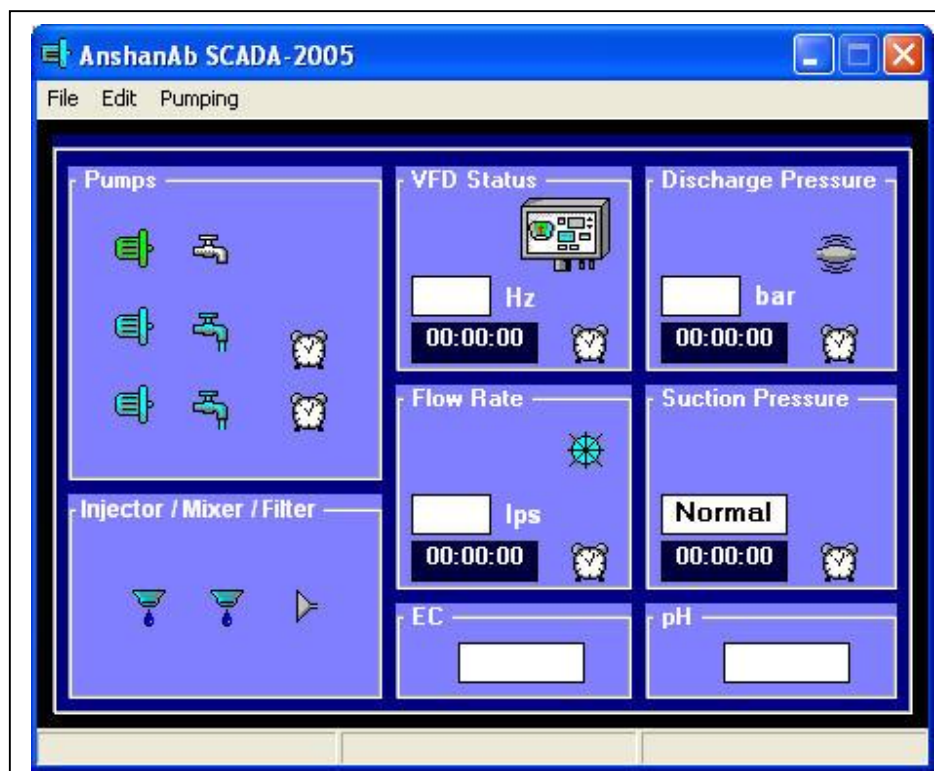 AnshanAb SCADA-2005
File Edit Pumping
Pumps
VFD Status
Hz
00:00:00
Discharge Pressure
bar
00:00:00
Flow Rate
lps
00:00:00
Suction Pressure
Normal
00:00:00
Injector / Mixer / Filter
EC
pH